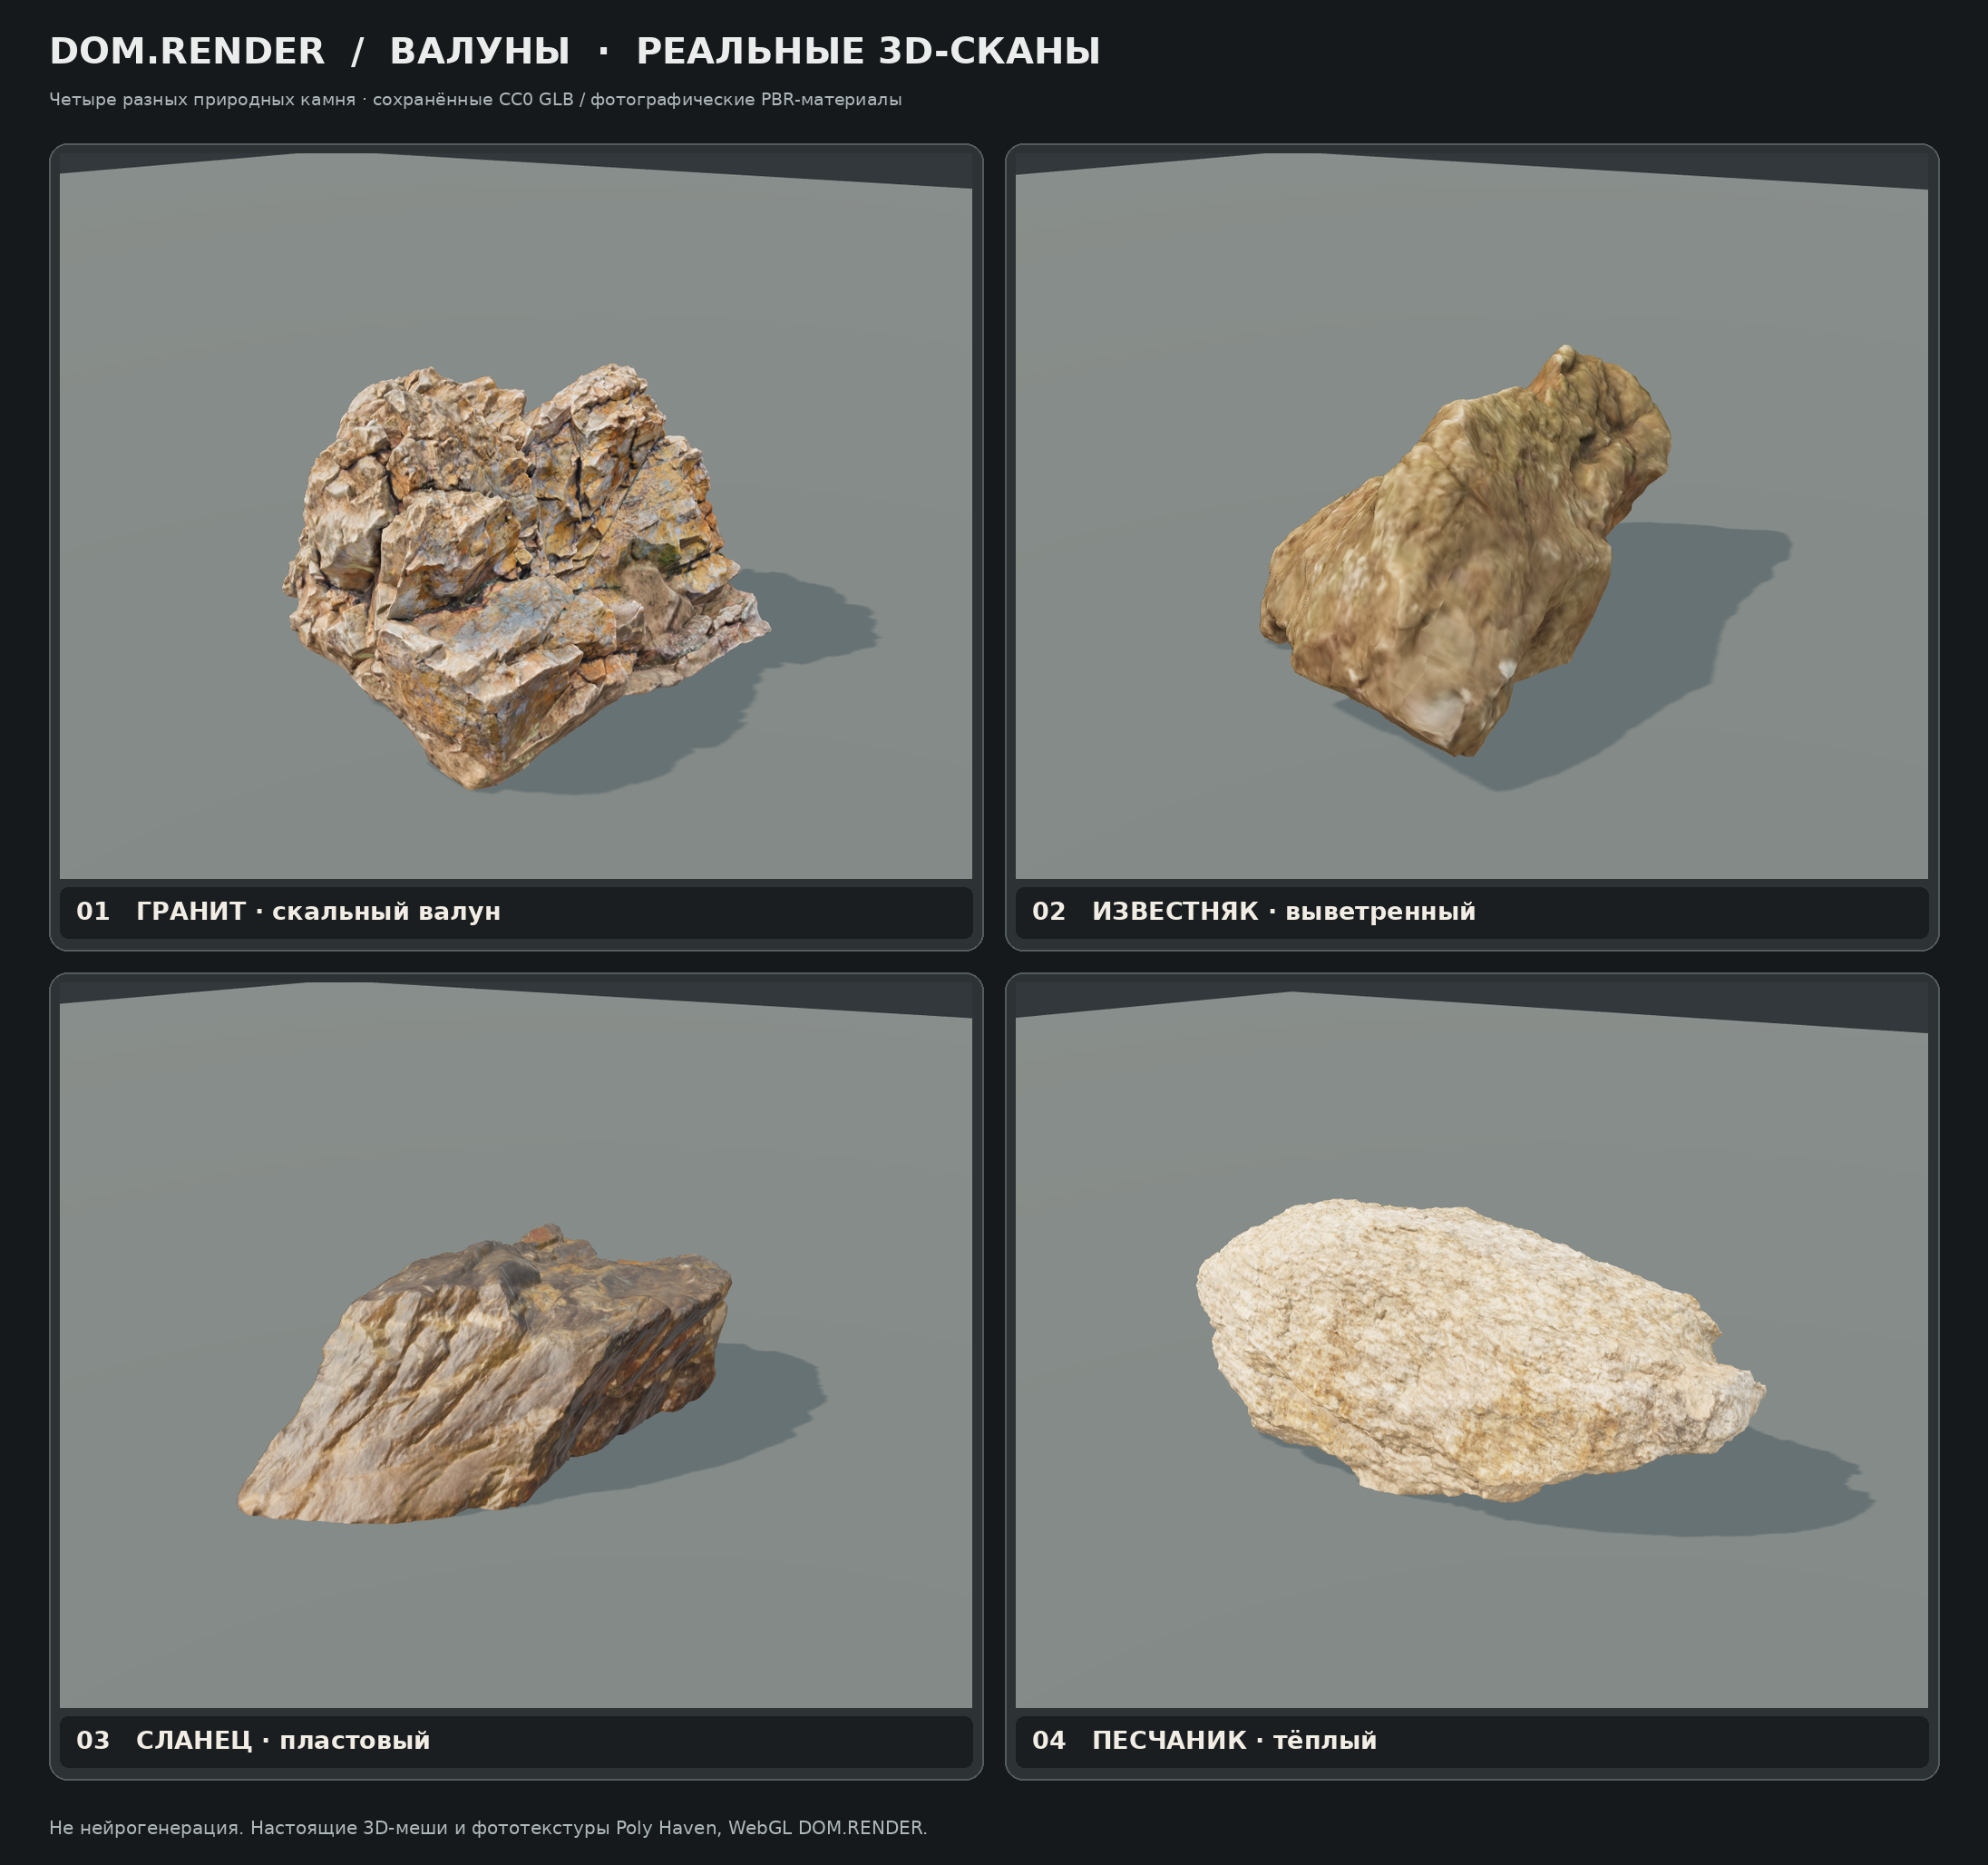 DOM.RENDER / ВАЛУНЫ · РЕАЛЬНЫЕ 3D-СКАНЫ
Четыре разных природных камня · сохранённые CC0 GLB / фотографические PBR-материалы
01 ГРАНИТ · скальный валун
02 ИЗВЕСТНЯК · выветренный
03 СЛАНЕЦ · пластовый
04 ПЕСЧАНИК · тёплый
Не нейрогенерация. Настоящие 3D-меши и фототекстуры Poly Haven, WebGL DOM.RENDER.